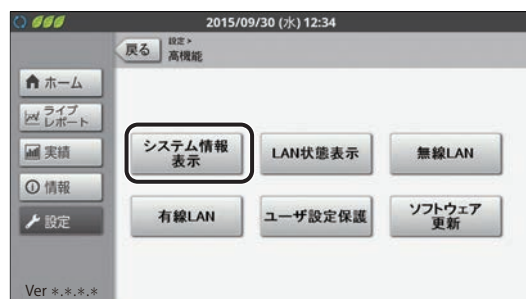 2015/09/30 (水) 12:34
戻る
設定 >
高機能
ホーム
ライブ
レポート
実績
情報
設定
Ver *.*.*.*
システム情報
表示
LAN状態表示
無線LAN
有線LAN
ユーザ設定保護
ソフトウェア
更新